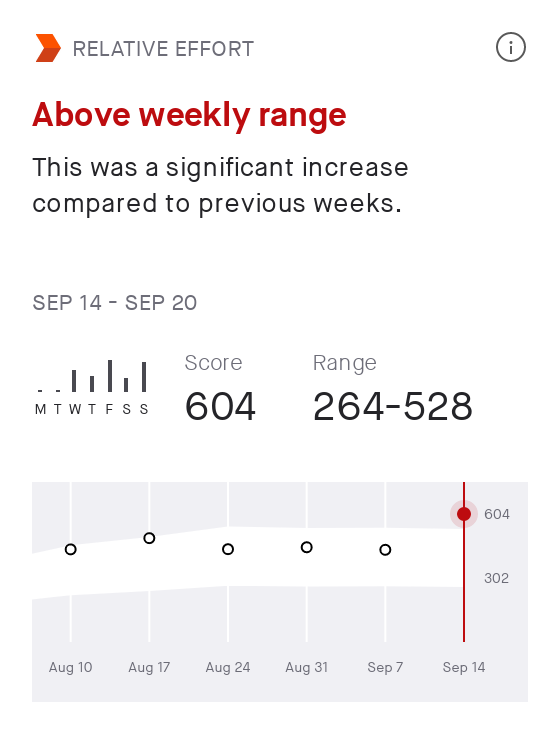 RELATIVE EFFORT
Above weekly range
This was a significant increase
compared to previous weeks.
SEP 14 - SEP 20
Score
Range
M T W T F S S
604
264-528
604
302
Aug 10 Aug 17 Aug 24 Aug 31 Sep 7 Sep 14